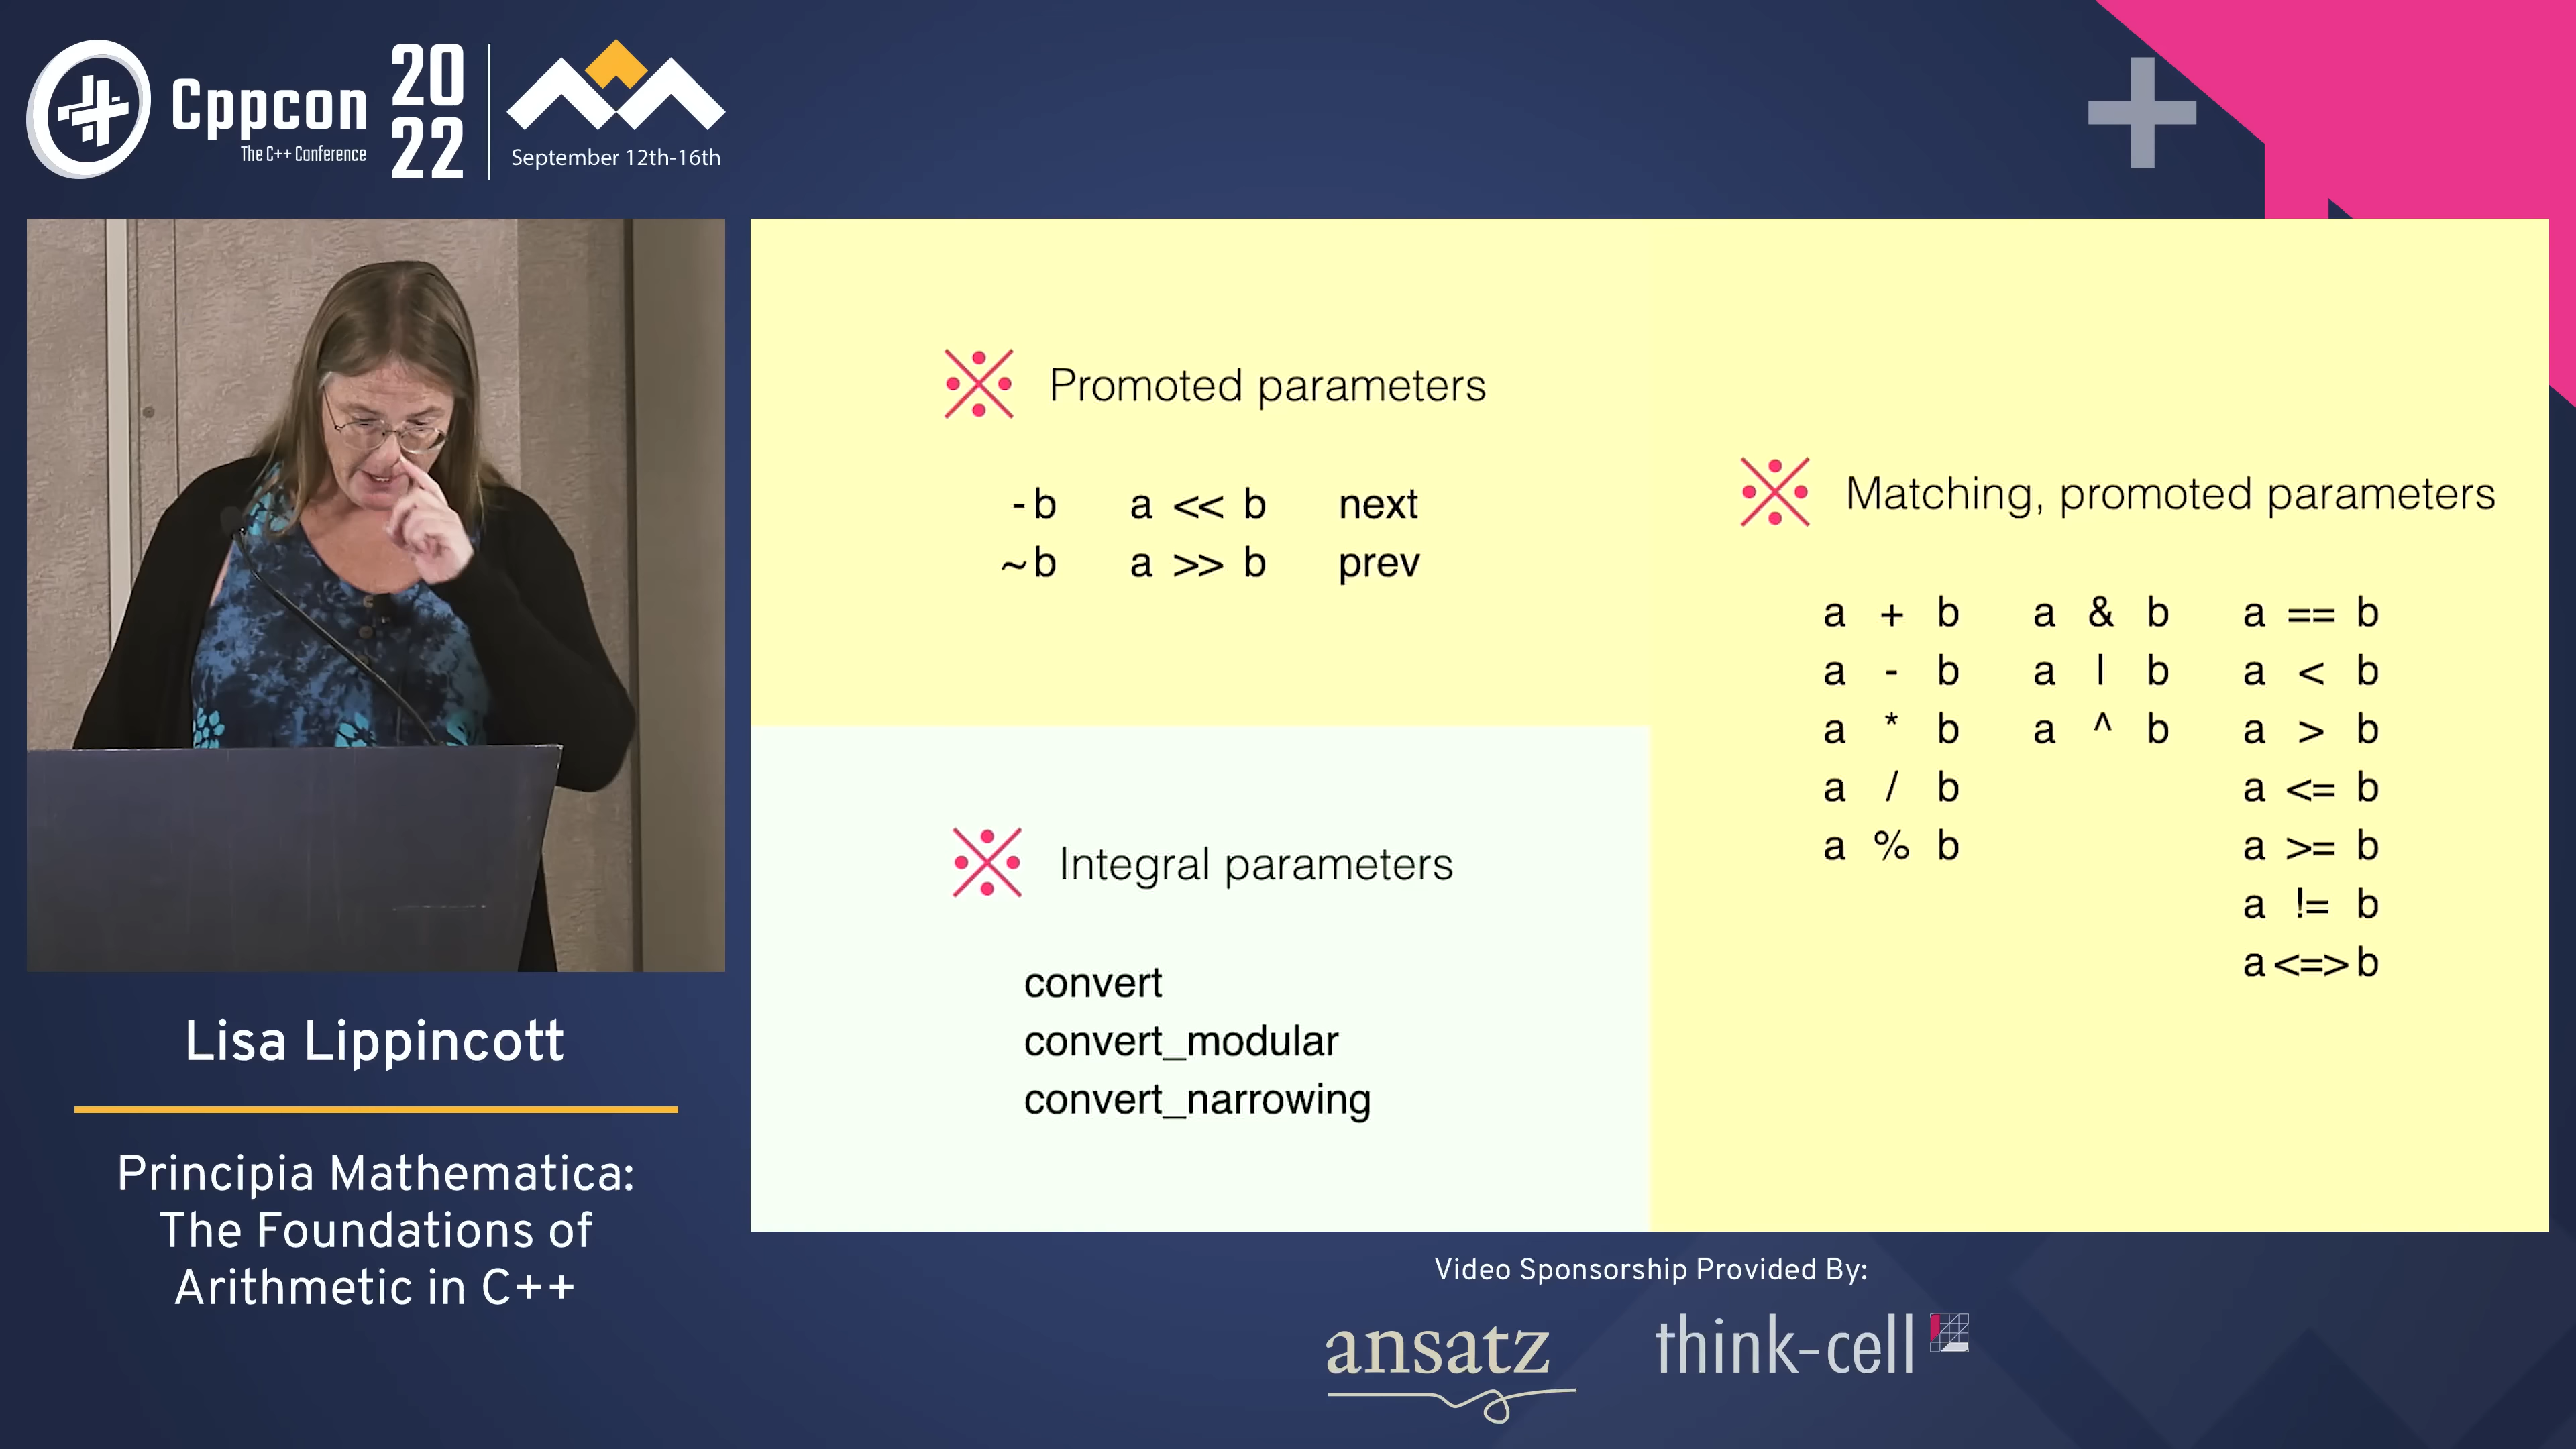 Cppcon
The C++ Conference
20
22
September 12th-16th
※ Promoted parameters
-b a << b next
~b a >> b prev
※ Integral parameters
convert
convert_modular
convert_narrowing
※ Matching, promoted parameters
a + b a & b a == b
a - b a | b a < b
a * b a ^ b a > b
a / b a <= b
a % b a >= b
a != b
a <=> b
Lisa Lippincott
Principia Mathematica:
The Foundations of
Arithmetic in C++
Video Sponsorship Provided By:
ansatz
think-cell